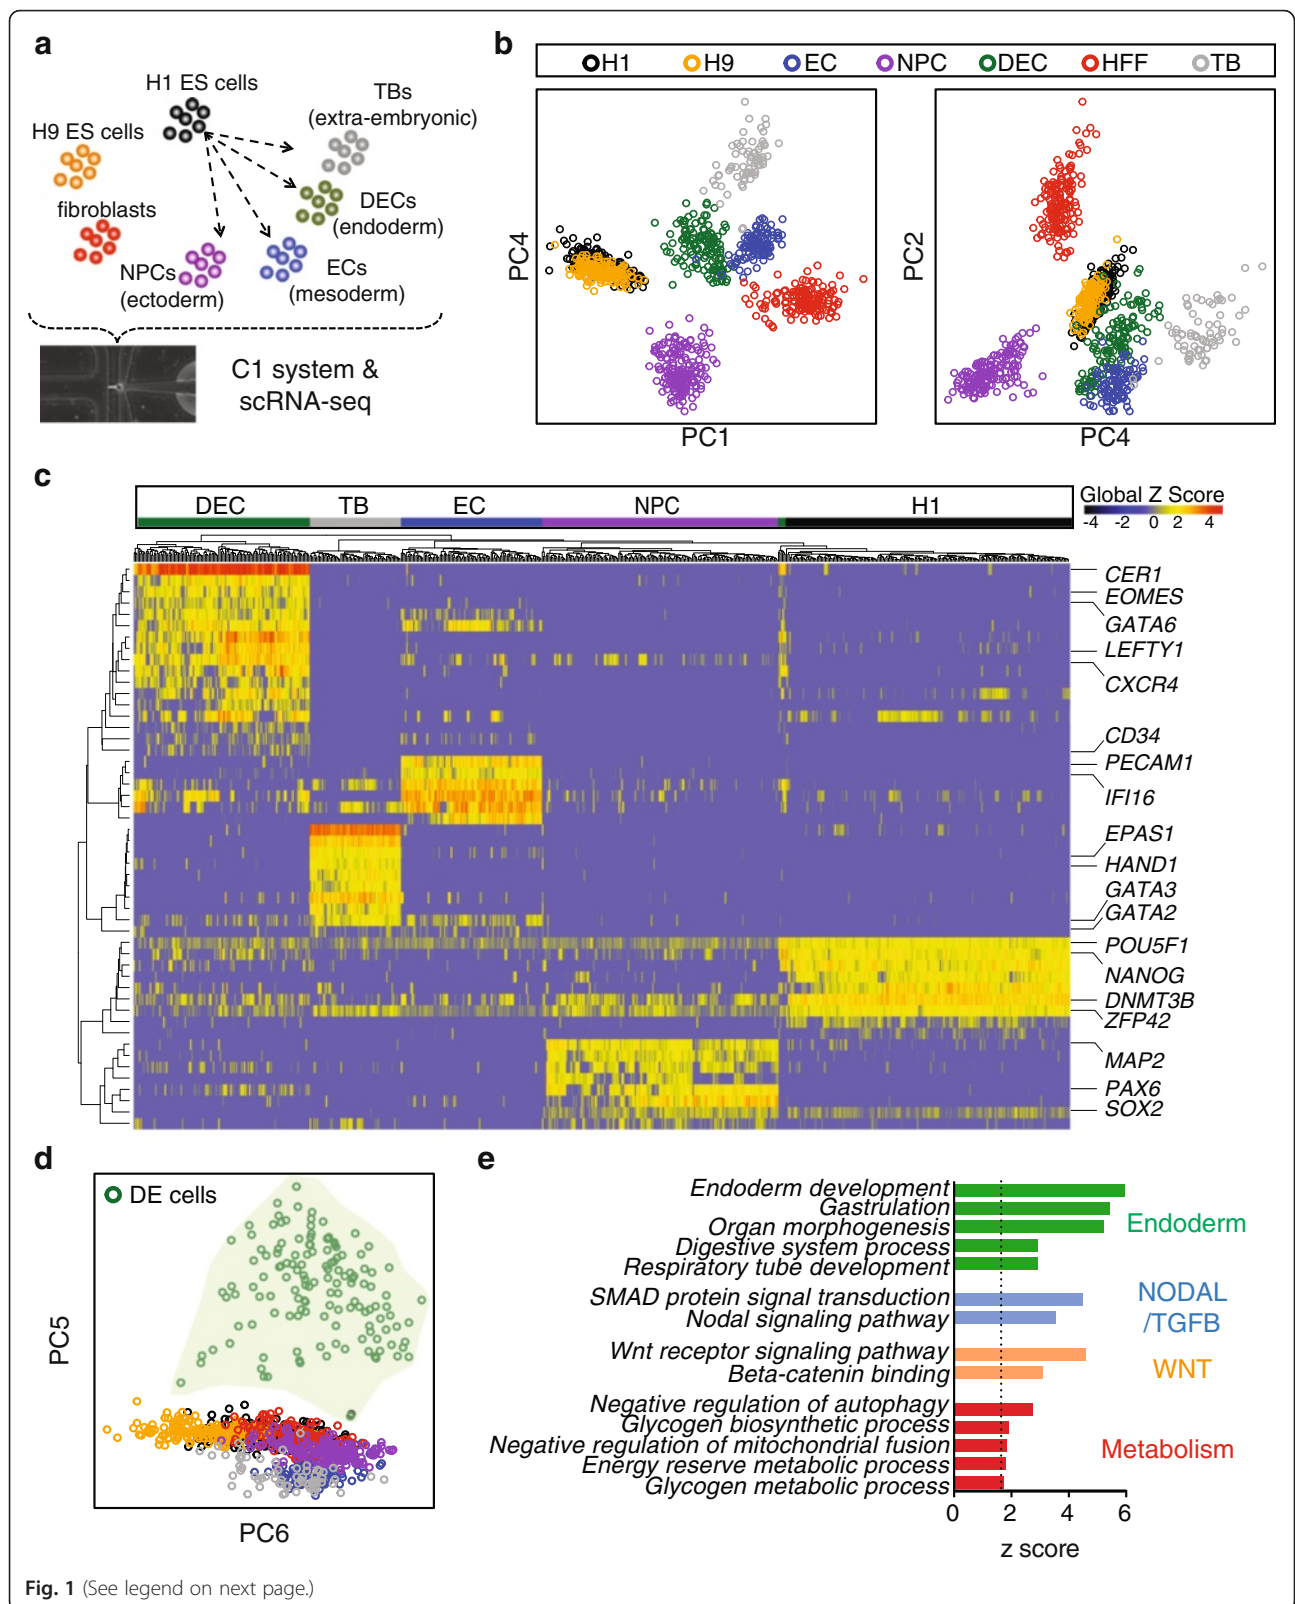 a
H1 ES cells
TBs
(extra-embryonic)
H9 ES cells
fibroblasts
DECs
(endoderm)
NPCs
(ectoderm)
ECs
(mesoderm)
C1 system &
scRNA-seq
b
H1 H9 EC NPC DEC HFF TB
PC4
PC1
PC2
PC4
c
DEC TB EC NPC H1
Global Z Score
-4 -2 0 2 4
CER1
EOMES
GATA6
LEFTY1
CXCR4
CD34
PECAM1
IFI16
EPAS1
HAND1
GATA3
GATA2
POU5F1
NANOG
DNMT3B
ZFP42
MAP2
PAX6
SOX2
d
DE cells
PC5
PC6
e
Endoderm development
Gastrulation
Organ morphogenesis
Digestive system process
Respiratory tube development
Endoderm
SMAD protein signal transduction
Nodal signaling pathway
NODAL
/TGFB
Wnt receptor signaling pathway
Beta-catenin binding
WNT
Negative regulation of autophagy
Glycogen biosynthetic process
Negative regulation of mitochondrial fusion
Energy reserve metabolic process
Glycogen metabolic process
Metabolism
0 2 4 6
z score
Fig. 1 (See legend on next page.)